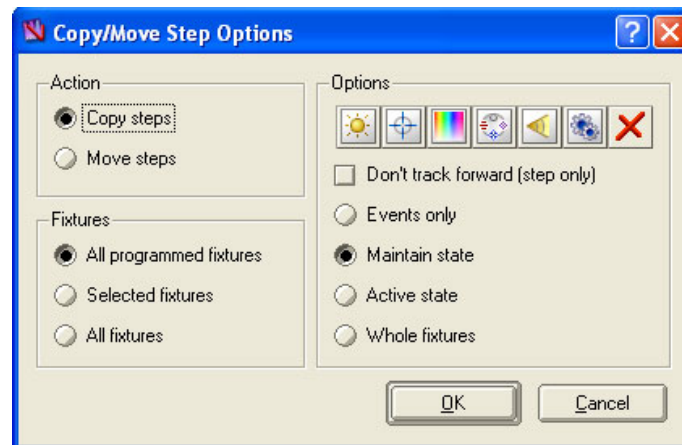 Copy/Move Step Options
Action
Copy steps
Move steps
Fixtures
All programmed fixtures
Selected fixtures
All fixtures
Options
Don't track forward (step only)
Events only
Maintain state
Active state
Whole fixtures
OK
Cancel